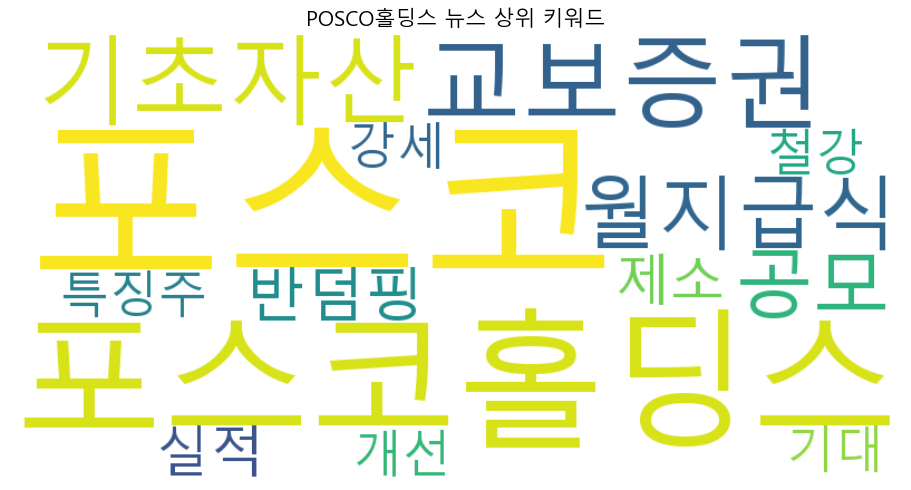 POSCO홀딩스 뉴스 상위 키워드
기초자산 교보증권
포스코 강세 철강
월지급식
특징주 반덤핑 제소 공모
포스코홀딩스
실적 개선 기대